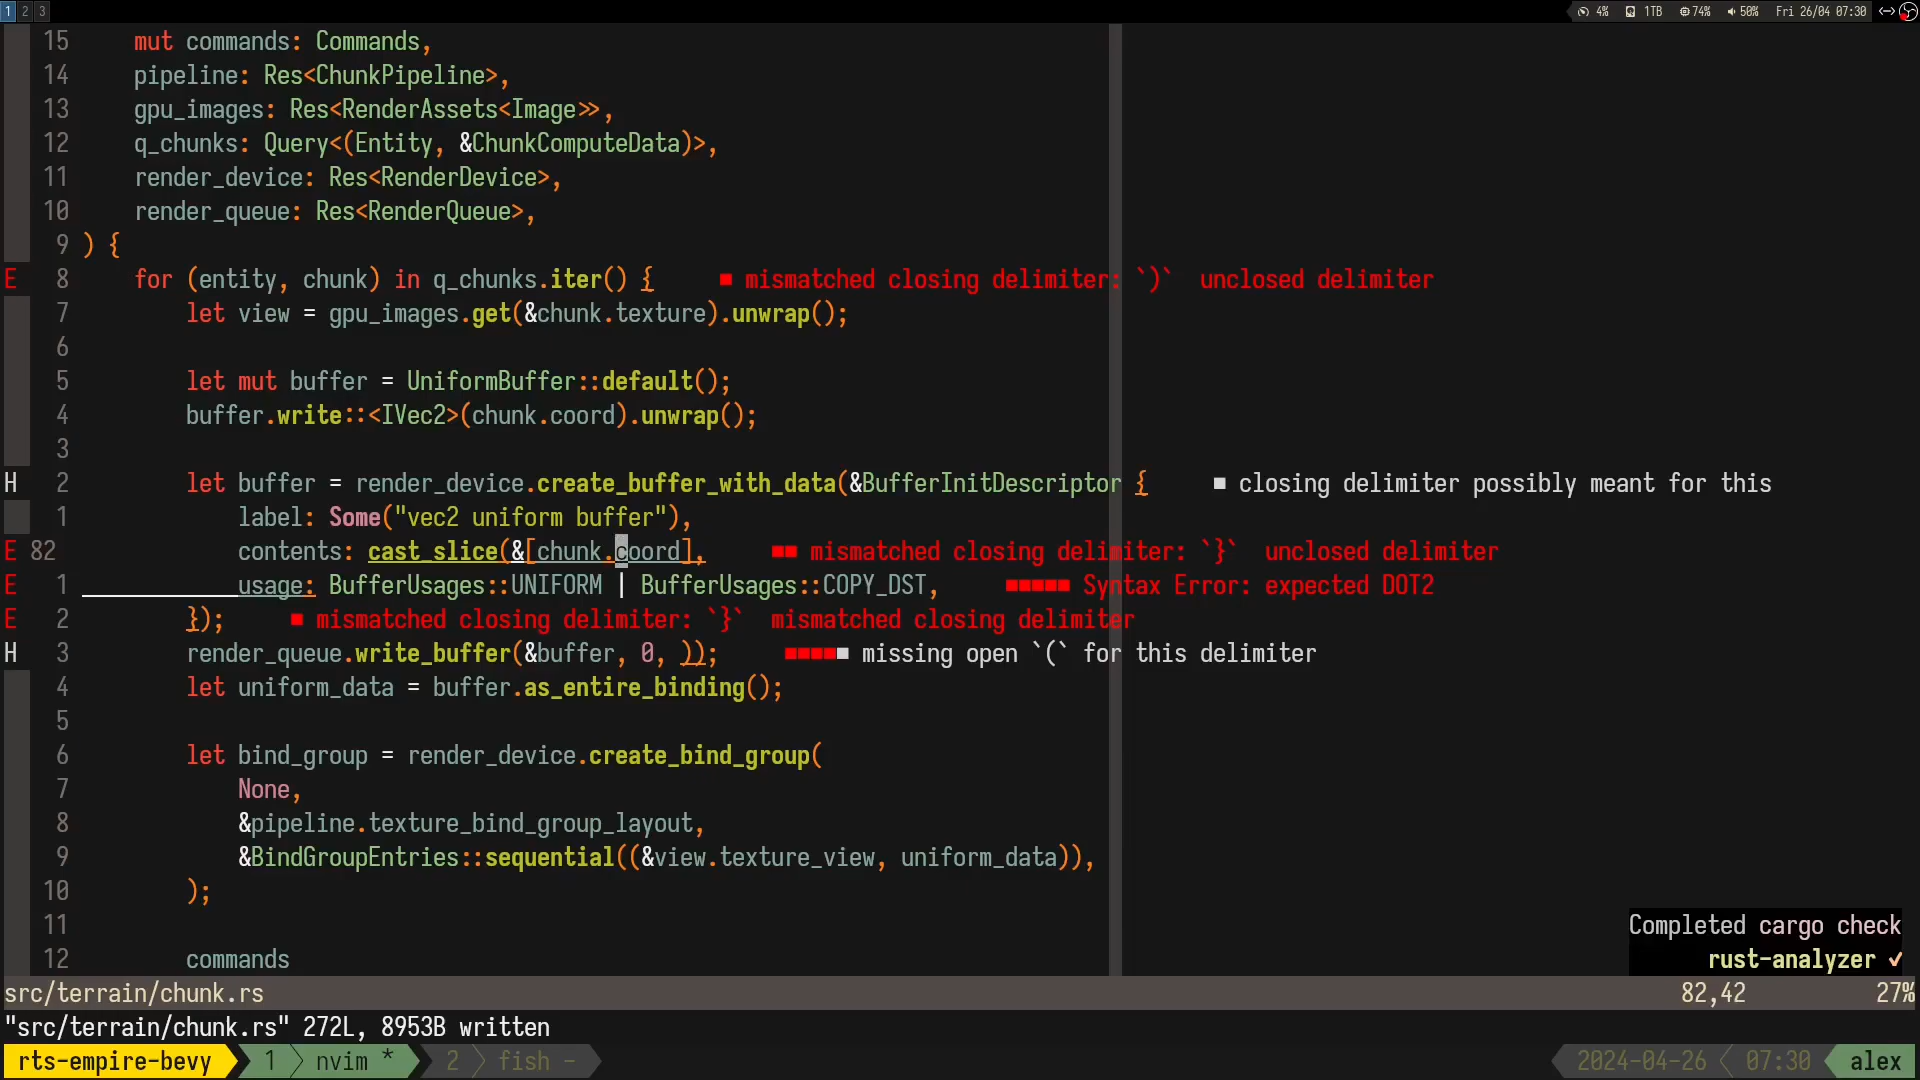 1 2 3 4% 1TB 74% 50% Fri 26/04 07:30
15 mut commands: Commands,
14 pipeline: Res<ChunkPipeline>,
13 gpu_images: Res<RenderAssets<Image>>,
12 q_chunks: Query<(Entity, &ChunkComputeData)>,
11 render_device: Res<RenderDevice>,
10 render_queue: Res<RenderQueue>,
9 ) {
E 8 for (entity, chunk) in q_chunks.iter() { ■ mismatched closing delimiter: `)` unclosed delimiter
7 let view = gpu_images.get(&chunk.texture).unwrap();
6
5 let mut buffer = UniformBuffer::default();
4 buffer.write::<IVec2>(chunk.coord).unwrap();
3
H 2 let buffer = render_device.create_buffer_with_data(&BufferInitDescriptor { ■ closing delimiter possibly meant for this
1 label: Some("vec2 uniform buffer"),
E 82 contents: cast_slice(&[chunk.coord], ■■ mismatched closing delimiter: `}` unclosed delimiter
E 1 usage: BufferUsages::UNIFORM | BufferUsages::COPY_DST, ■■■■■ Syntax Error: expected DOT2
E 2 }); ■ mismatched closing delimiter: `}` mismatched closing delimiter
H 3 render_queue.write_buffer(&buffer, 0, )); ■■■■■ missing open `(` for this delimiter
4 let uniform_data = buffer.as_entire_binding();
5
6 let bind_group = render_device.create_bind_group(
7 None,
8 &pipeline.texture_bind_group_layout,
9 &BindGroupEntries::sequential((&view.texture_view, uniform_data)),
10 );
11
Completed cargo check
12 commands
rust-analyzer ✓
src/terrain/chunk.rs 82,42 27%
"src/terrain/chunk.rs" 272L, 8953B written
rts-empire-bevy 1 nvim * 2 fish - 2024-04-26 07:30 alex